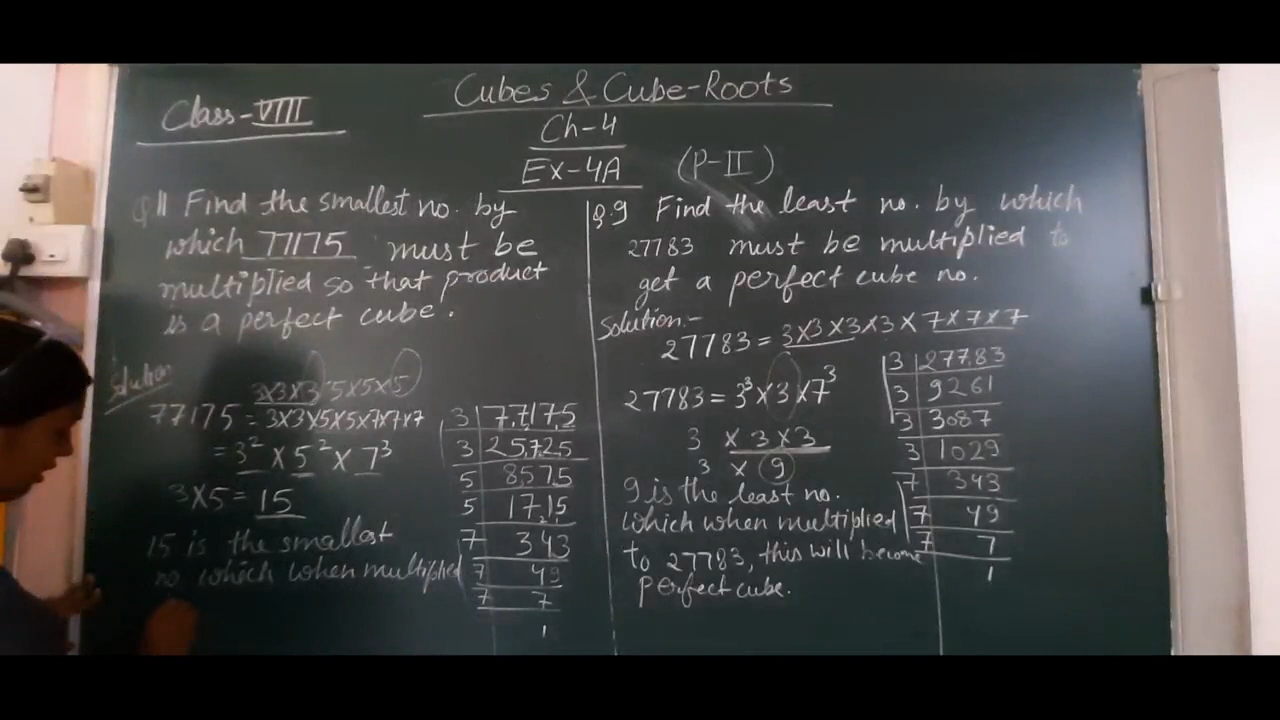 Cubes & Cube-Roots
Class-VIII
Ch-4
Ex-4A (P-II)
Q 11 Find the smallest no. by
which 77175 must be
multiplied so that product
is a perfect cube.
Solution
3X3X3 5X5X5
77175 = 3X3X5X5X7X7X7
= 3² X 5² X 7³
3X5 = 15
15 is the smallest
no which when multiplied
3 77175
3 25725
5 8575
5 1715
7 343
7 49
7 7
1
Q.9 Find the least no. by which
27783 must be multiplied to
get a perfect cube no.
Solution:-
27783 = 3X3X3X3X7X7X7
27783 = 3³X3X7³
3 X 3 X 3
3 X 9
9 is the least no.
which when multiplied
to 27783, this will become
perfect cube.
3 27783
3 9261
3 3087
3 1029
7 343
7 49
7 7
1